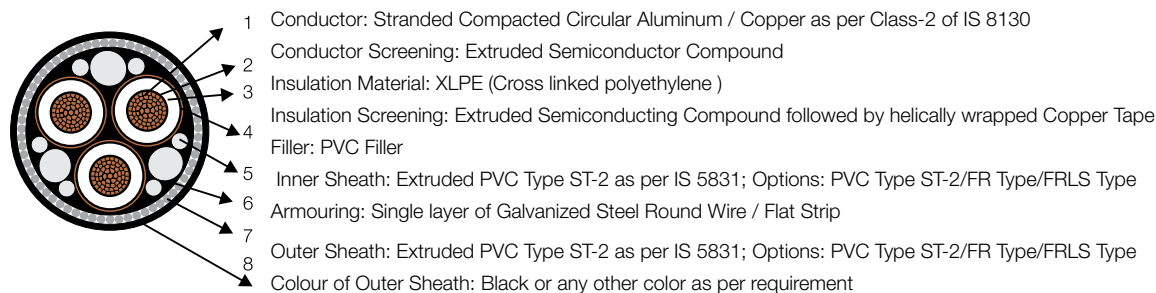 1 Conductor: Stranded Compacted Circular Aluminum / Copper as per Class-2 of IS 8130
2 Conductor Screening: Extruded Semiconductor Compound
3 Insulation Material: XLPE (Cross linked polyethylene )
4 Insulation Screening: Extruded Semiconducting Compound followed by helically wrapped Copper Tape
5 Filler: PVC Filler
6 Inner Sheath: Extruded PVC Type ST-2 as per IS 5831; Options: PVC Type ST-2/FR Type/FRLS Type
7 Armouring: Single layer of Galvanized Steel Round Wire / Flat Strip
8 Outer Sheath: Extruded PVC Type ST-2 as per IS 5831; Options: PVC Type ST-2/FR Type/FRLS Type
Colour of Outer Sheath: Black or any other color as per requirement